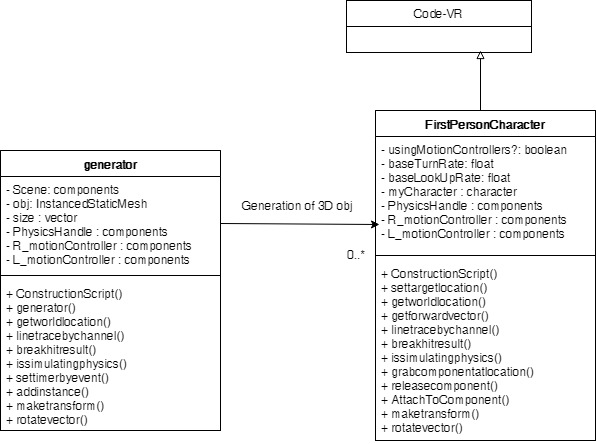 Code-VR
FirstPersonCharacter
- usingMotionControllers?: boolean
- baseTurnRate: float
- baseLookUpRate: float
- myCharacter : character
- PhysicsHandle : components
- R_motionController : components
- L_motionController : components
+ ConstructionScript()
+ settargetlocation()
+ getworldlocation()
+ getforwardvector()
+ linetracebychannel()
+ breakhitresult()
+ issimulatingphysics()
+ grabcomponentatlocation()
+ releasecomponent()
+ AttachToComponent()
+ maketransform()
+ rotatevector()
generator
- Scene: components
- obj: InstancedStaticMesh
- size : vector
- PhysicsHandle : components
- R_motionController : components
- L_motionController : components
+ ConstructionScript()
+ generator()
+ getworldlocation()
+ linetracebychannel()
+ breakhitresult()
+ issimulatingphysics()
+ settimerbyevent()
+ addinstance()
+ maketransform()
+ rotatevector()
Generation of 3D obj
0..*